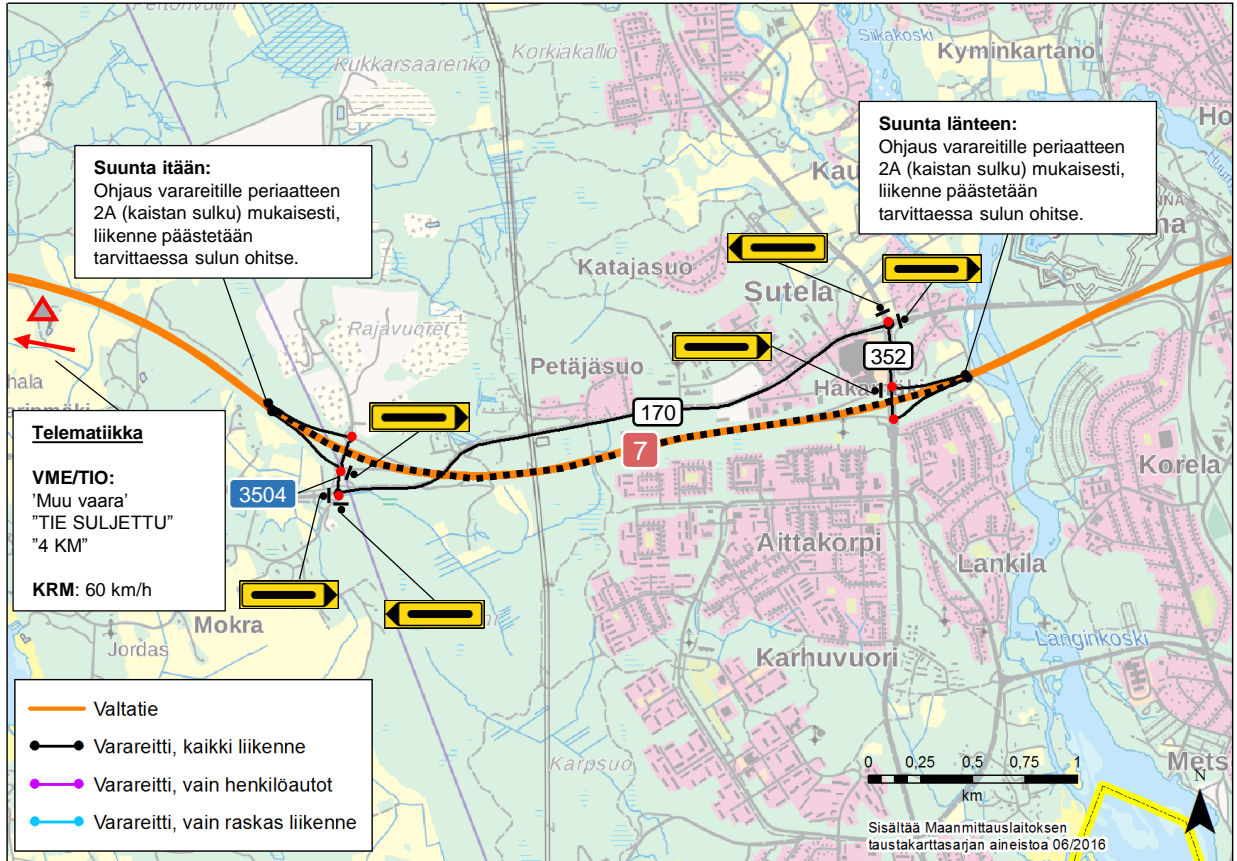 Peltonvuori
Kukkarsaarenko
Korkiakallio
Siikakoski
Kyminkartano
Suunta itään:
Ohjaus varareitille periaatteen
2A (kaistan sulku) mukaisesti,
liikenne päästetään
tarvittaessa sulun ohitse.
Suunta länteen:
Ohjaus varareitille periaatteen
2A (kaistan sulku) mukaisesti,
liikenne päästetään
tarvittaessa sulun ohitse.
Katajasuo
Sutela
Rajavuoret
Petäjäsuo
352
170
7
3504
Telematiikka
VME/TIO:
'Muu vaara'
"TIE SULJETTU"
"4 KM"
KRM: 60 km/h
Korela
Aittakorpi
Lankila
Mokra
Jordas
Langinkoski
Karhuvuori
Karpsuo
Valtatie
Varareitti, kaikki liikenne
Varareitti, vain henkilöautot
Varareitti, vain raskas liikenne
0 0,25 0,5 0,75 1
km
Mets
N
Sisältää Maanmittauslaitoksen
taustakarttasarjan aineistoa 06/2016